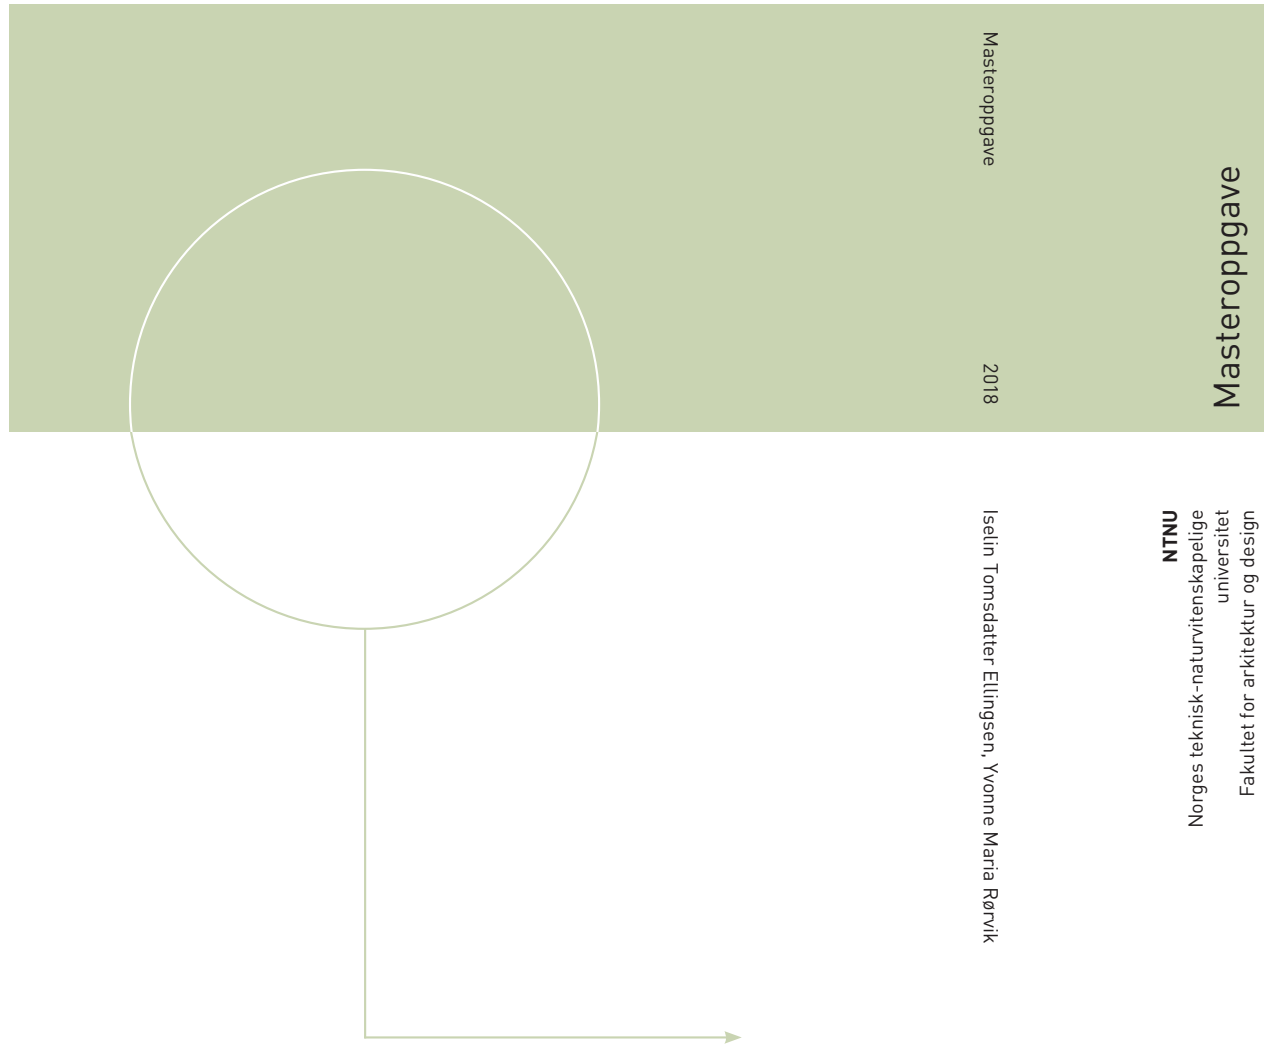 Masteroppgave
2018
Iselin Tomsdatter Ellingsen, Yvonne Maria Rørvik
Masteroppgave
NTNU
Norges teknisk-naturvitenskapelige
universitet
Fakultet for arkitektur og design